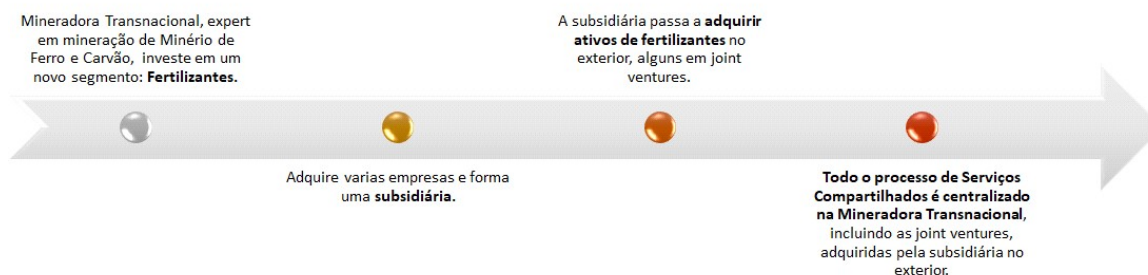 Mineradora Transnacional, expert
em mineração de Minério de
Ferro e Carvão, investe em um
novo segmento: Fertilizantes.
Adquire varias empresas e forma
uma subsidiária.
A subsidiária passa a adquirir
ativos de fertilizantes no
exterior, alguns em joint
ventures.
Todo o processo de Serviços
Compartilhados é centralizado
na Mineradora Transnacional,
incluindo as joint ventures,
adquiridas pela subsidiária no
exterior.